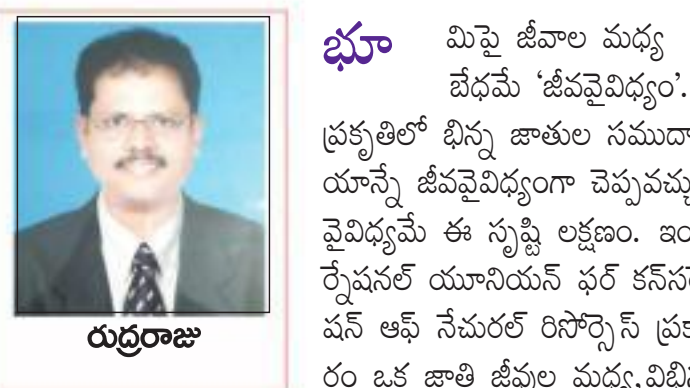 రుద్రరాజు
భూ మిపై జీవాల మధ్య
బేధమే ‘జీవవైవిధ్యం’.
ప్రకృతిలో భిన్న జాతుల సముదా
యాన్నే జీవవైవిధ్యంగా చెప్పవచ్చు
వైవిధ్యమే ఈ సృష్టి లక్షణం. ఇం
ర్నేషనల్ యూనియన్ ఫర్ కన్‌స
షన్ ఆఫ్ నేచురల్ రిసోర్సెస్ ప్రక
రం ఒక జాతి జీవుల మధ్య,